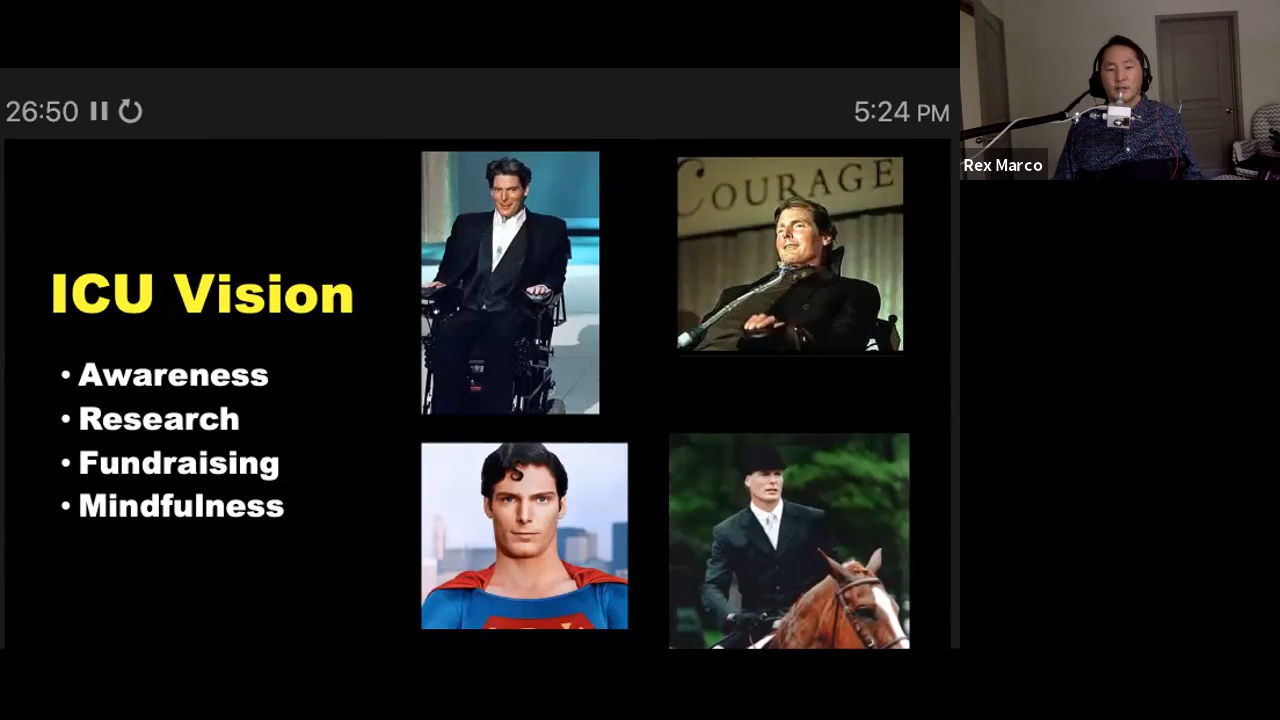 26:50
5:24 PM
Rex Marco
COURAGE
ICU Vision
• Awareness
• Research
• Fundraising
• Mindfulness